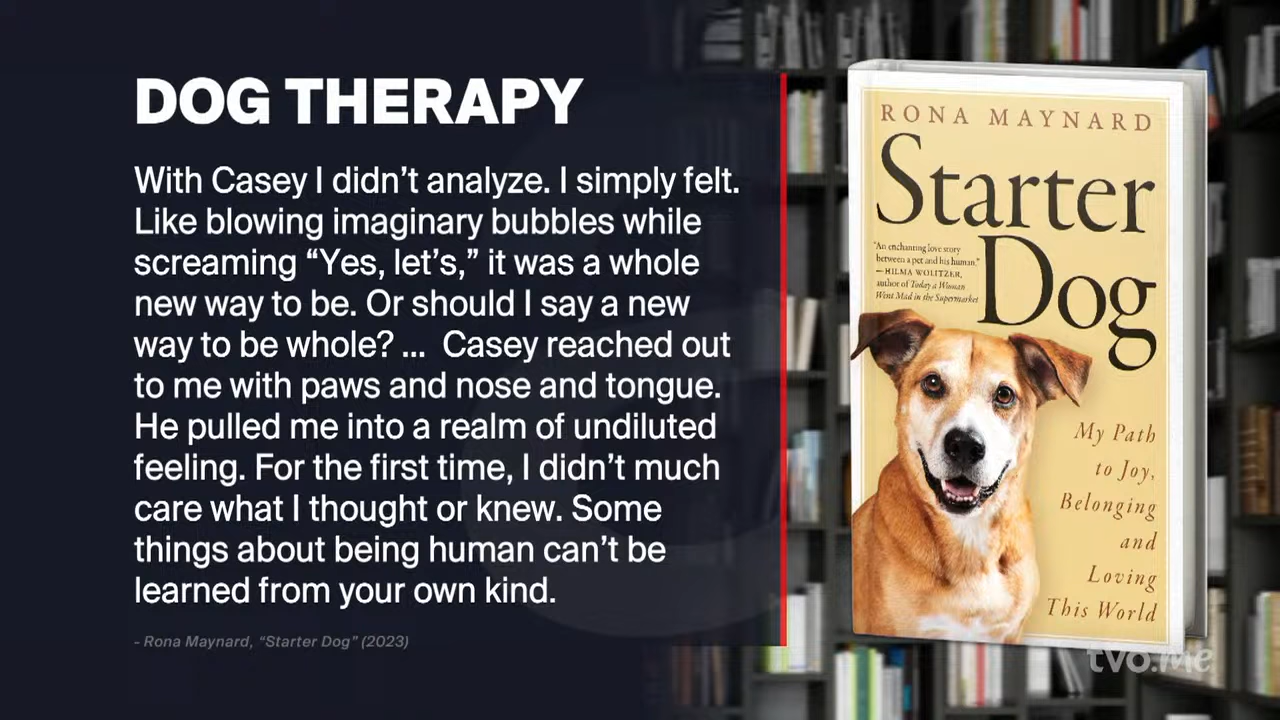 DOG THERAPY
With Casey I didn’t analyze. I simply felt.
Like blowing imaginary bubbles while
screaming “Yes, let’s,” it was a whole
new way to be. Or should I say a new
way to be whole? ...  Casey reached out
to me with paws and nose and tongue.
He pulled me into a realm of undiluted
feeling. For the first time, I didn’t much
care what I thought or knew. Some
things about being human can’t be
learned from your own kind.
- Rona Maynard, “Starter Dog” (2023)
RONA MAYNARD
Starter
Dog
“An enchanting love story
between a pet and his human.”
—HILMA WOLITZER,
author of Today a Woman
Went Mad in the Supermarket
My Path
to Joy,
Belonging
and
Loving
This World
tvo.me